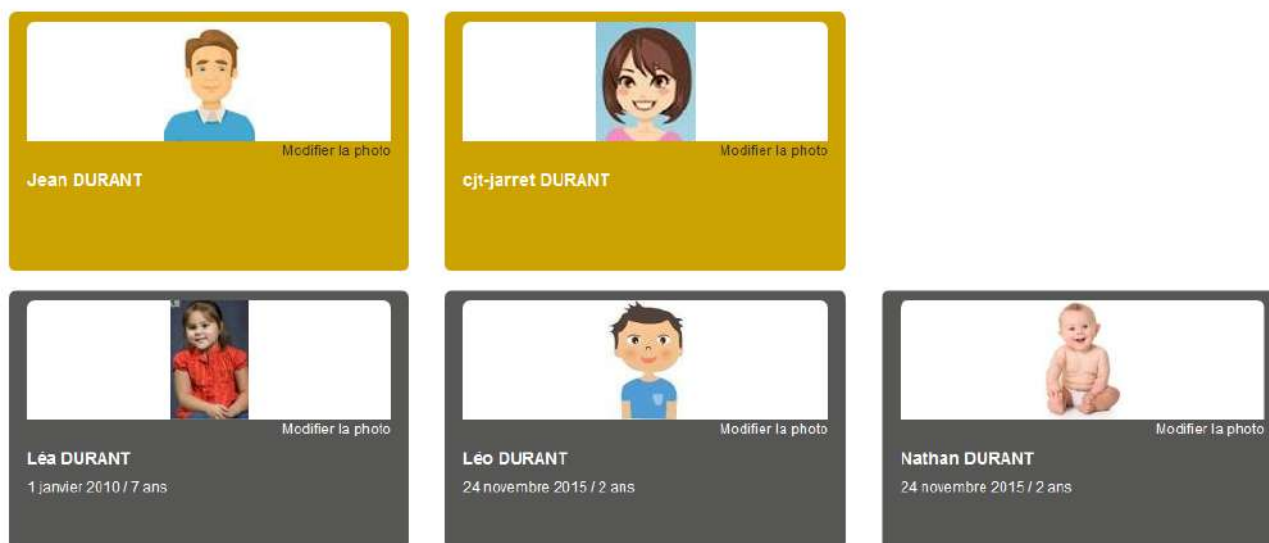 Modifier la photo
Modifier la photo
Jean DURANT
cjt-jarret DURANT
Modifier la photo
Modifier la photo
Modifier la photo
Léa DURANT
Léo DURANT
Nathan DURANT
1 janvier 2010 / 7 ans
24 novembre 2015 / 2 ans
24 novembre 2015 / 2 ans